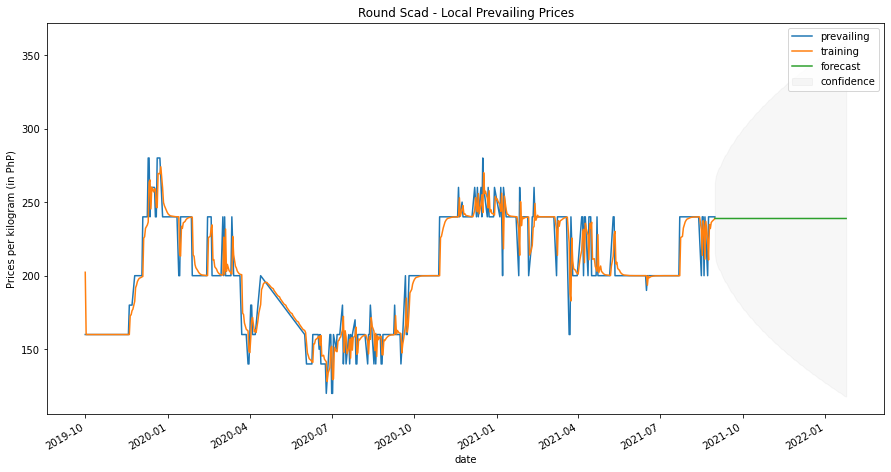 Round Scad - Local Prevailing Prices
prevailing
training
forecast
confidence
350
300
250
200
150
Prices per kilogram (in PhP)
2019-10
2020-01
2020-04
2020-07
2020-10
2021-01
2021-04
2021-07
2021-10
2022-01
date